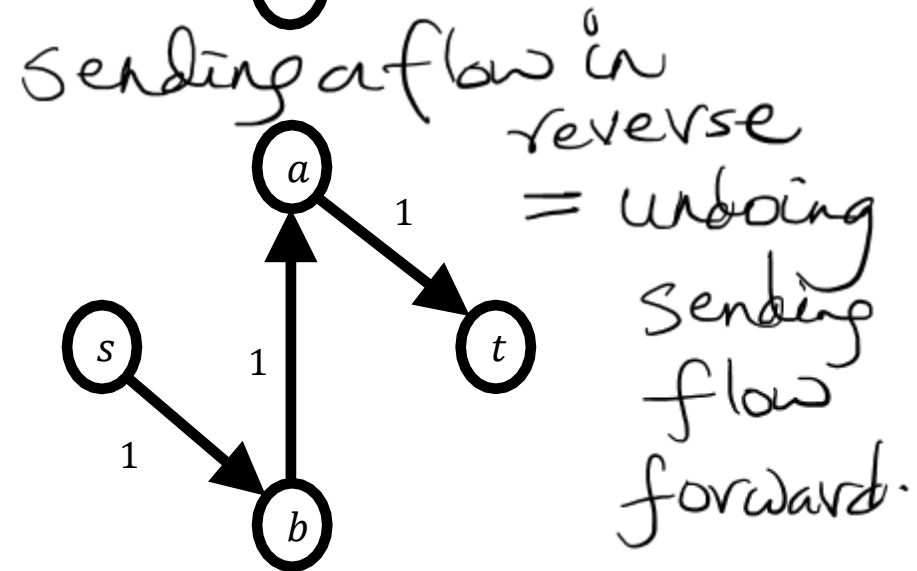 sending a flow in
reverse
= undoing
sending
flow
forward.
a
1
s
t
1
1
b